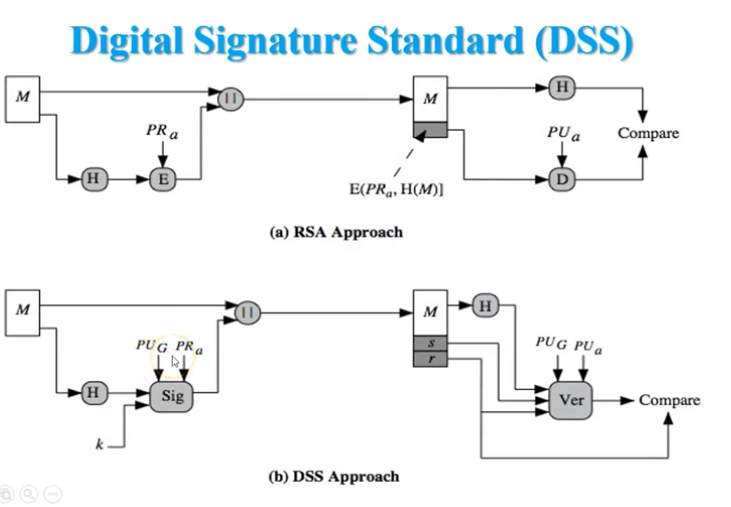 Digital Signature Standard (DSS)
M
||
M
H
PRa
PUa
Compare
H
E
D
E(PRa, H(M)]
(a) RSA Approach
M
||
M
H
s
r
PUG PRa
PUG PUa
H
Sig
Ver
Compare
k
(b) DSS Approach